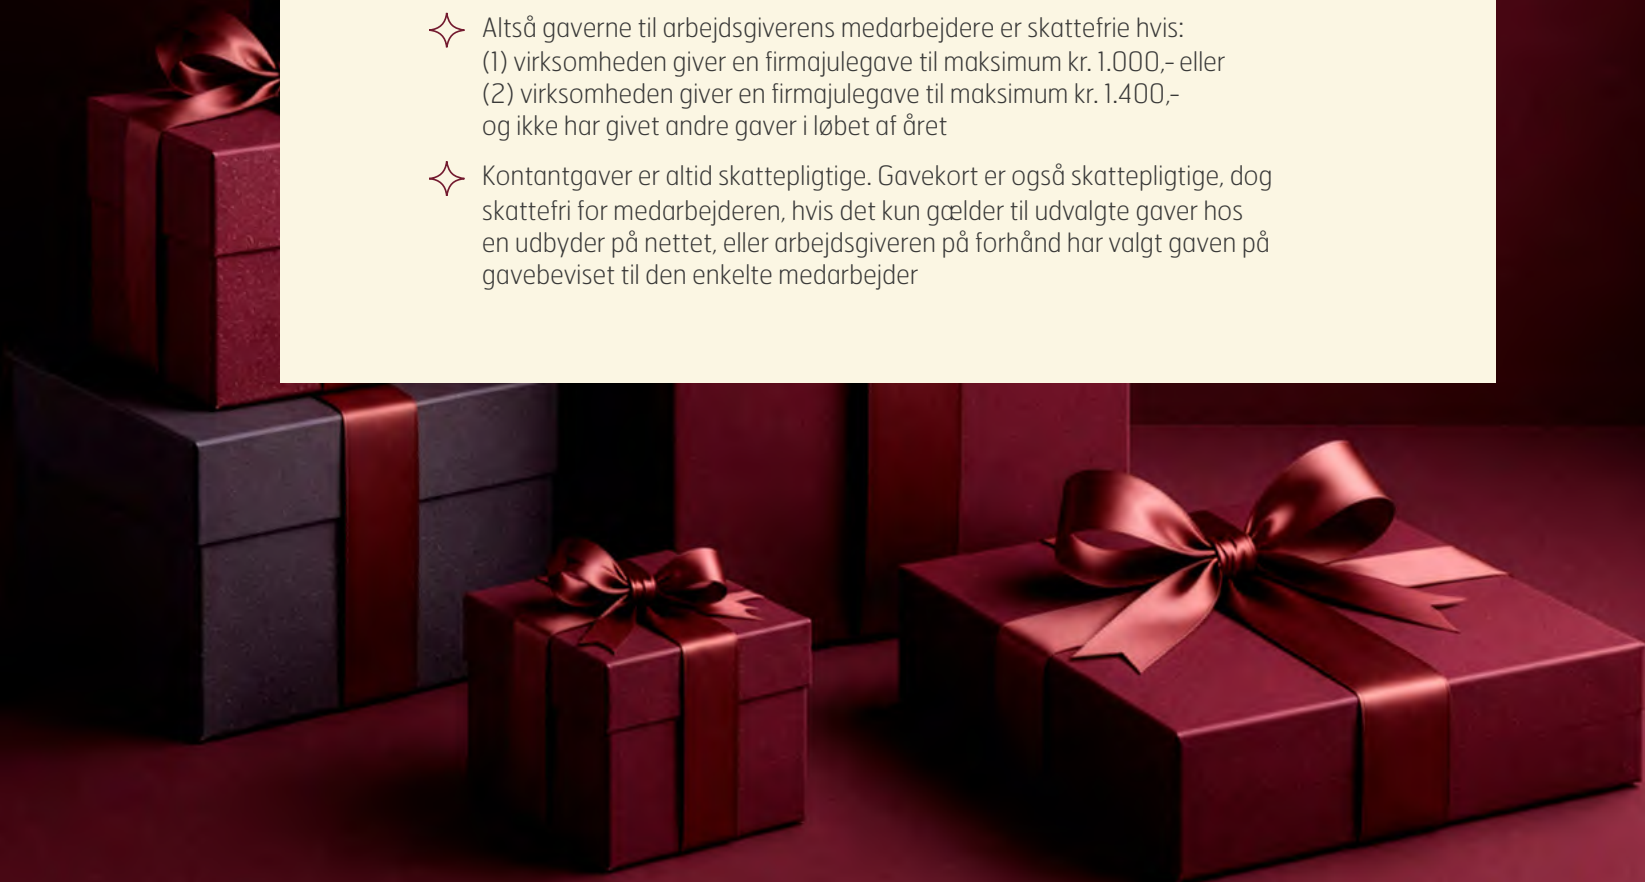 Altså gaverne til arbejdsgiverens medarbejdere er skattefrie hvis:
(1) virksomheden giver en firmajulegave til maksimum kr. 1.000,- eller
(2) virksomheden giver en firmajulegave til maksimum kr. 1.400,-
og ikke har givet andre gaver i løbet af året
Kontantgaver er altid skattepligtige. Gavekort er også skattepligtige, dog
skattefri for medarbejderen, hvis det kun gælder til udvalgte gaver hos
en udbyder på nettet, eller arbejdsgiveren på forhånd har valgt gaven på
gavebeviset til den enkelte medarbejder